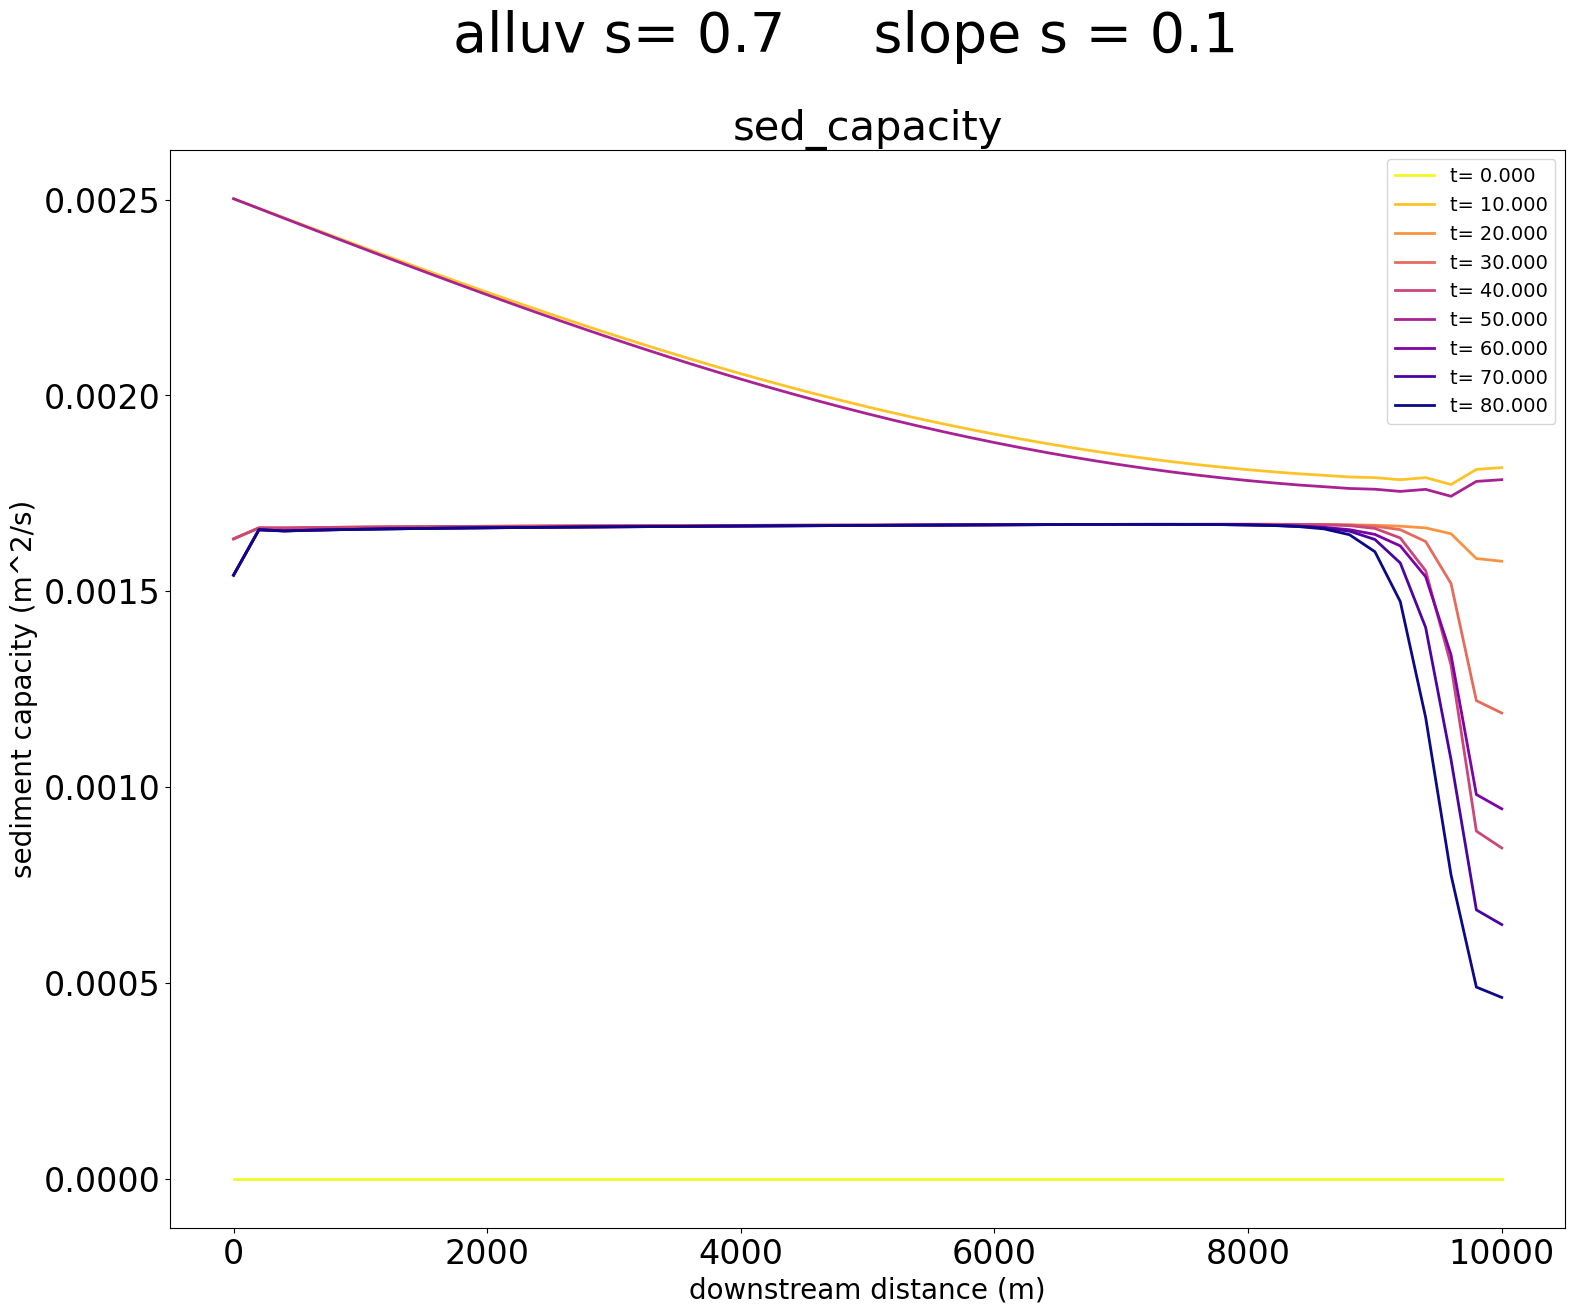 alluv s= 0.7 slope s = 0.1
sed_capacity
t= 0.000
t= 10.000
t= 20.000
t= 30.000
t= 40.000
t= 50.000
t= 60.000
t= 70.000
t= 80.000
sediment capacity (m^2/s)
0.0025
0.0020
0.0015
0.0010
0.0005
0.0000
0 2000 4000 6000 8000 10000
downstream distance (m)